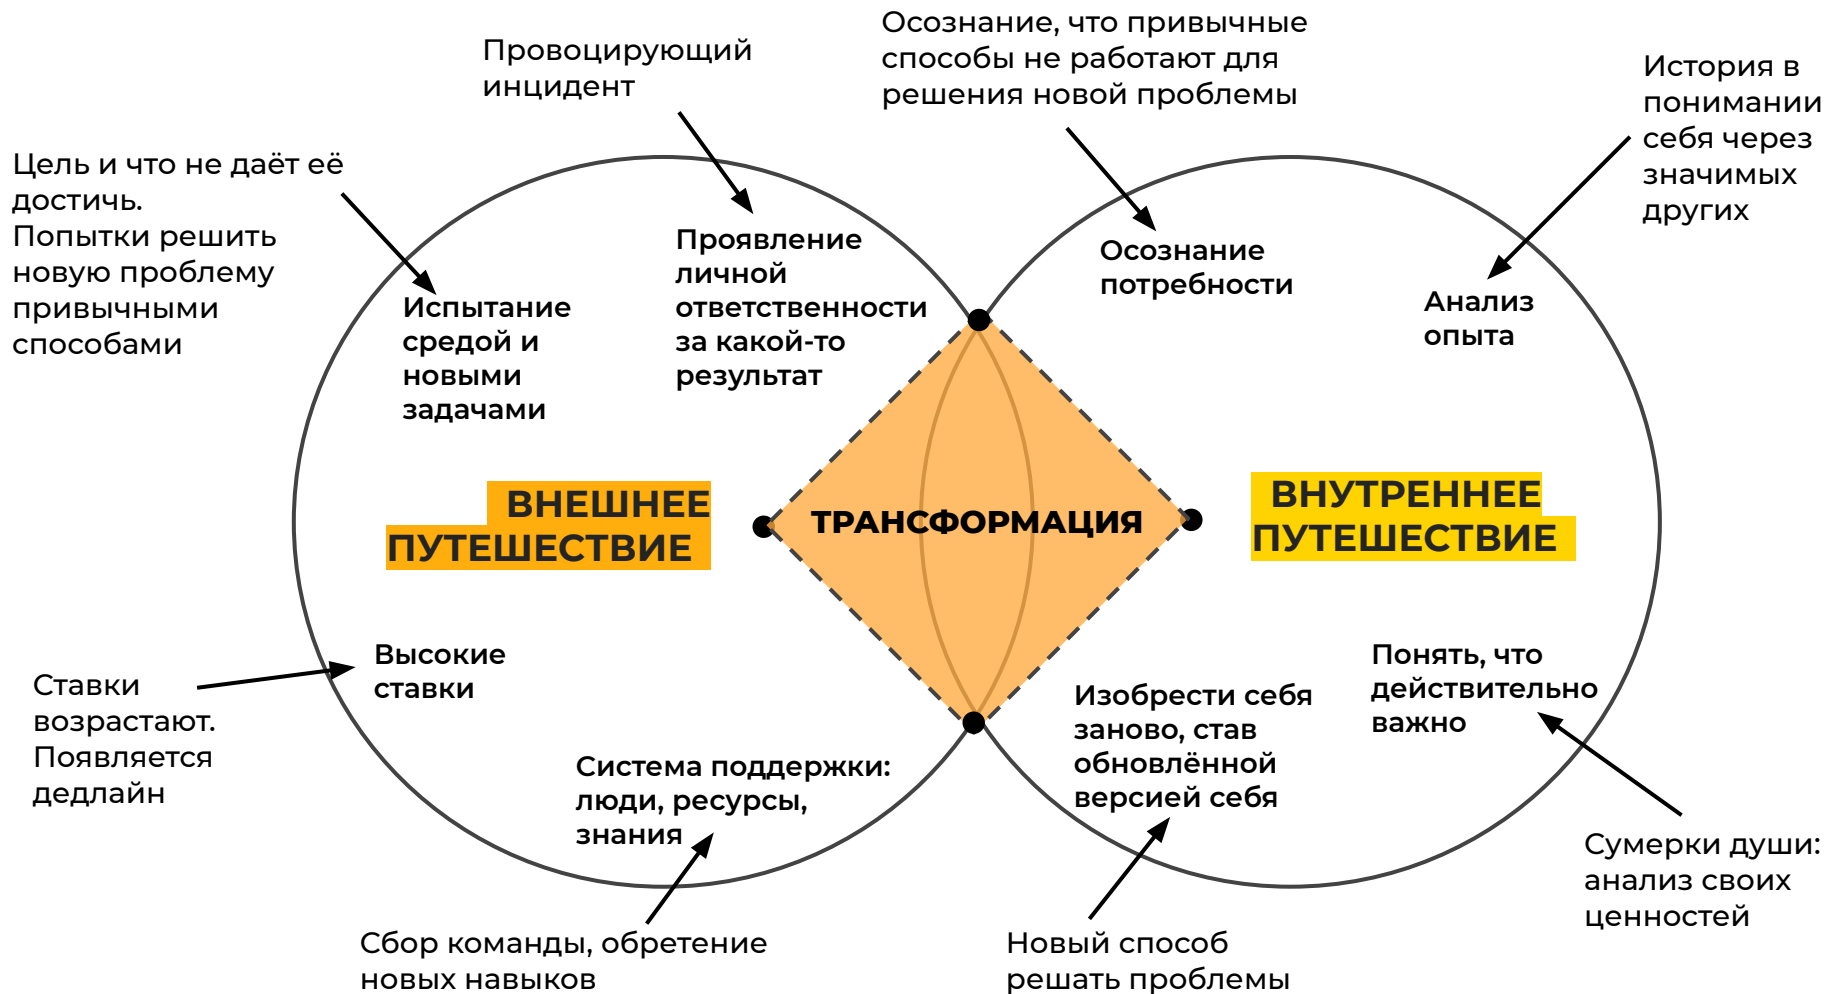 Провоцирующий
инцидент
Осознание, что привычные
способы не работают для
решения новой проблемы
История в
понимании
себя через
значимых
других
Цель и что не даёт её
достичь.
Попытки решить
новую проблему
привычными
способами
Проявление
личной
ответственности
за какой-то
результат
Осознание
потребности
Испытание
средой и
новыми
задачами
Анализ
опыта
ВНЕШНЕЕ
ПУТЕШЕСТВИЕ
ТРАНСФОРМАЦИЯ
ВНУТРЕННЕЕ
ПУТЕШЕСТВИЕ
Высокие
ставки
Ставки
возрастают.
Появляется
дедлайн
Система поддержки:
люди, ресурсы,
знания
Изобрести себя
заново, став
обновлённой
версией себя
Понять, что
действительно
важно
Сумерки души:
анализ своих
ценностей
Сбор команды, обретение
новых навыков
Новый способ
решать проблемы